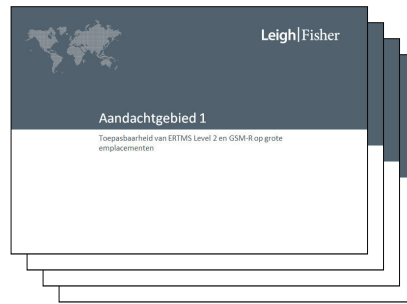 Leigh|Fisher
Aandachtgebied 1
Toepasbaarheid van ERTMS Level 2 en GSM-R op grote
emplacementen